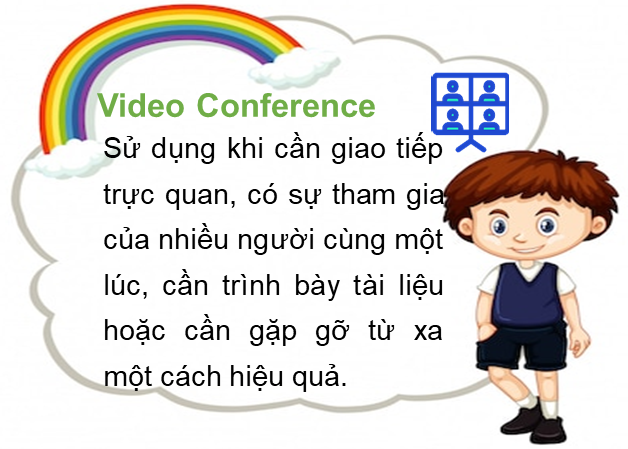 Video Conference
Sử dụng khi cần giao tiếp
trực quan, có sự tham gia
của nhiều người cùng một
lúc, cần trình bày tài liệu
hoặc cần gặp gỡ từ xa
một cách hiệu quả.